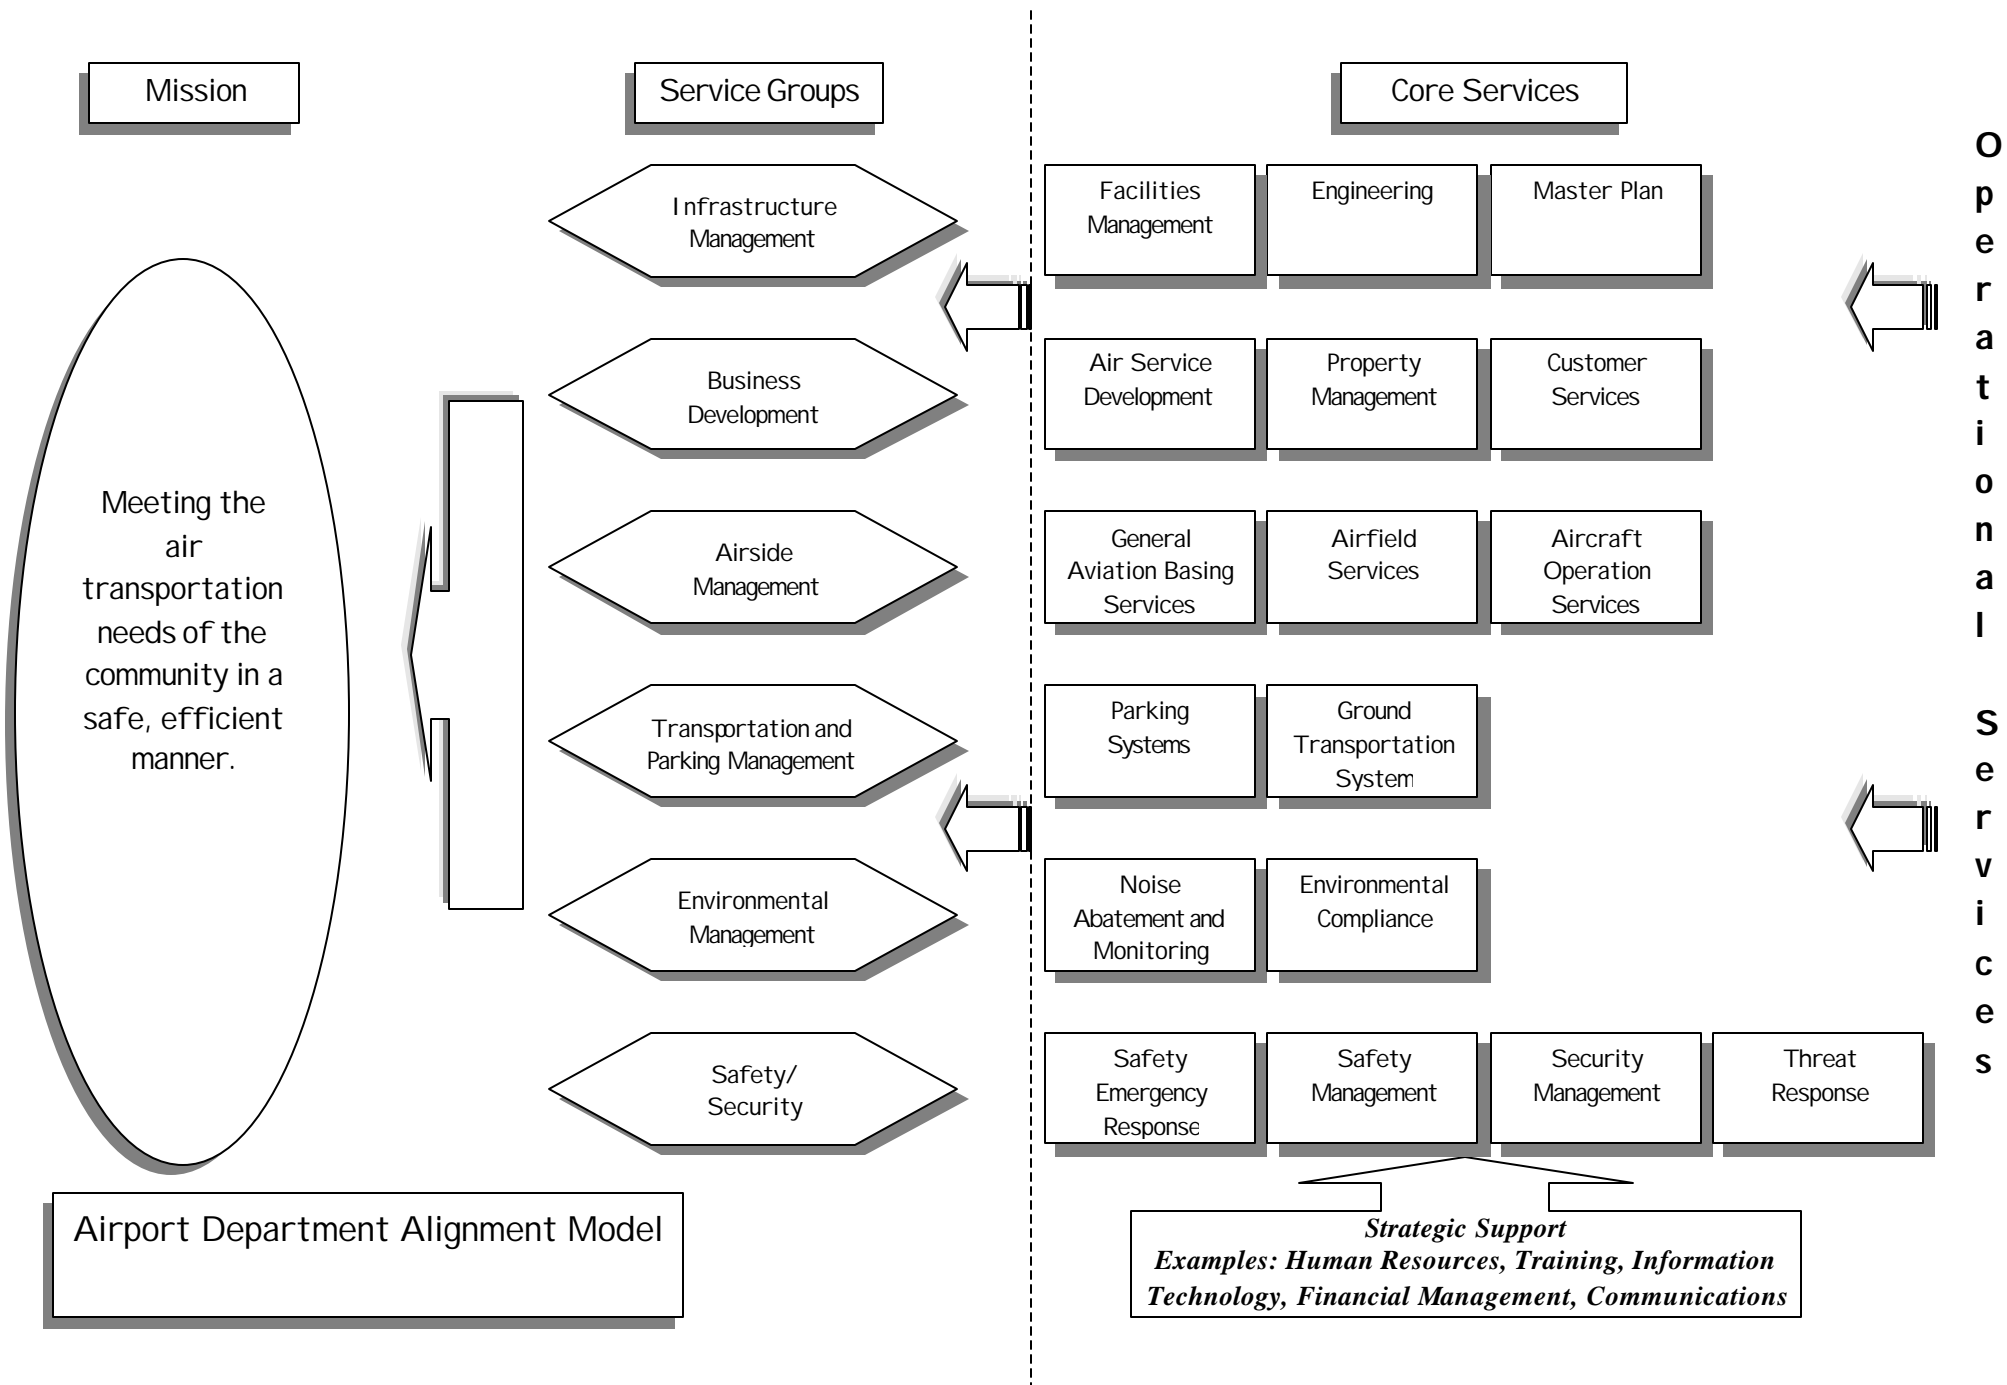 Mission
Service Groups
Core Services
Infrastructure
Management
Facilities
Management
Engineering
Master Plan
Business
Development
Air Service
Development
Property
Management
Customer
Services
Meeting the
air
transportation
needs of the
community in a
safe, efficient
manner.
Airside
Management
General
Aviation Basing
Services
Airfield
Services
Aircraft
Operation
Services
Transportation and
Parking Management
Parking
Systems
Ground
Transportation
System
Environmental
Management
Noise
Abatement and
Monitoring
Environmental
Compliance
Safety/
Security
Safety
Emergency
Response
Safety
Management
Security
Management
Threat
Response
Operational Services
Airport Department Alignment Model
Strategic Support
Examples: Human Resources, Training, Information
Technology, Financial Management, Communications